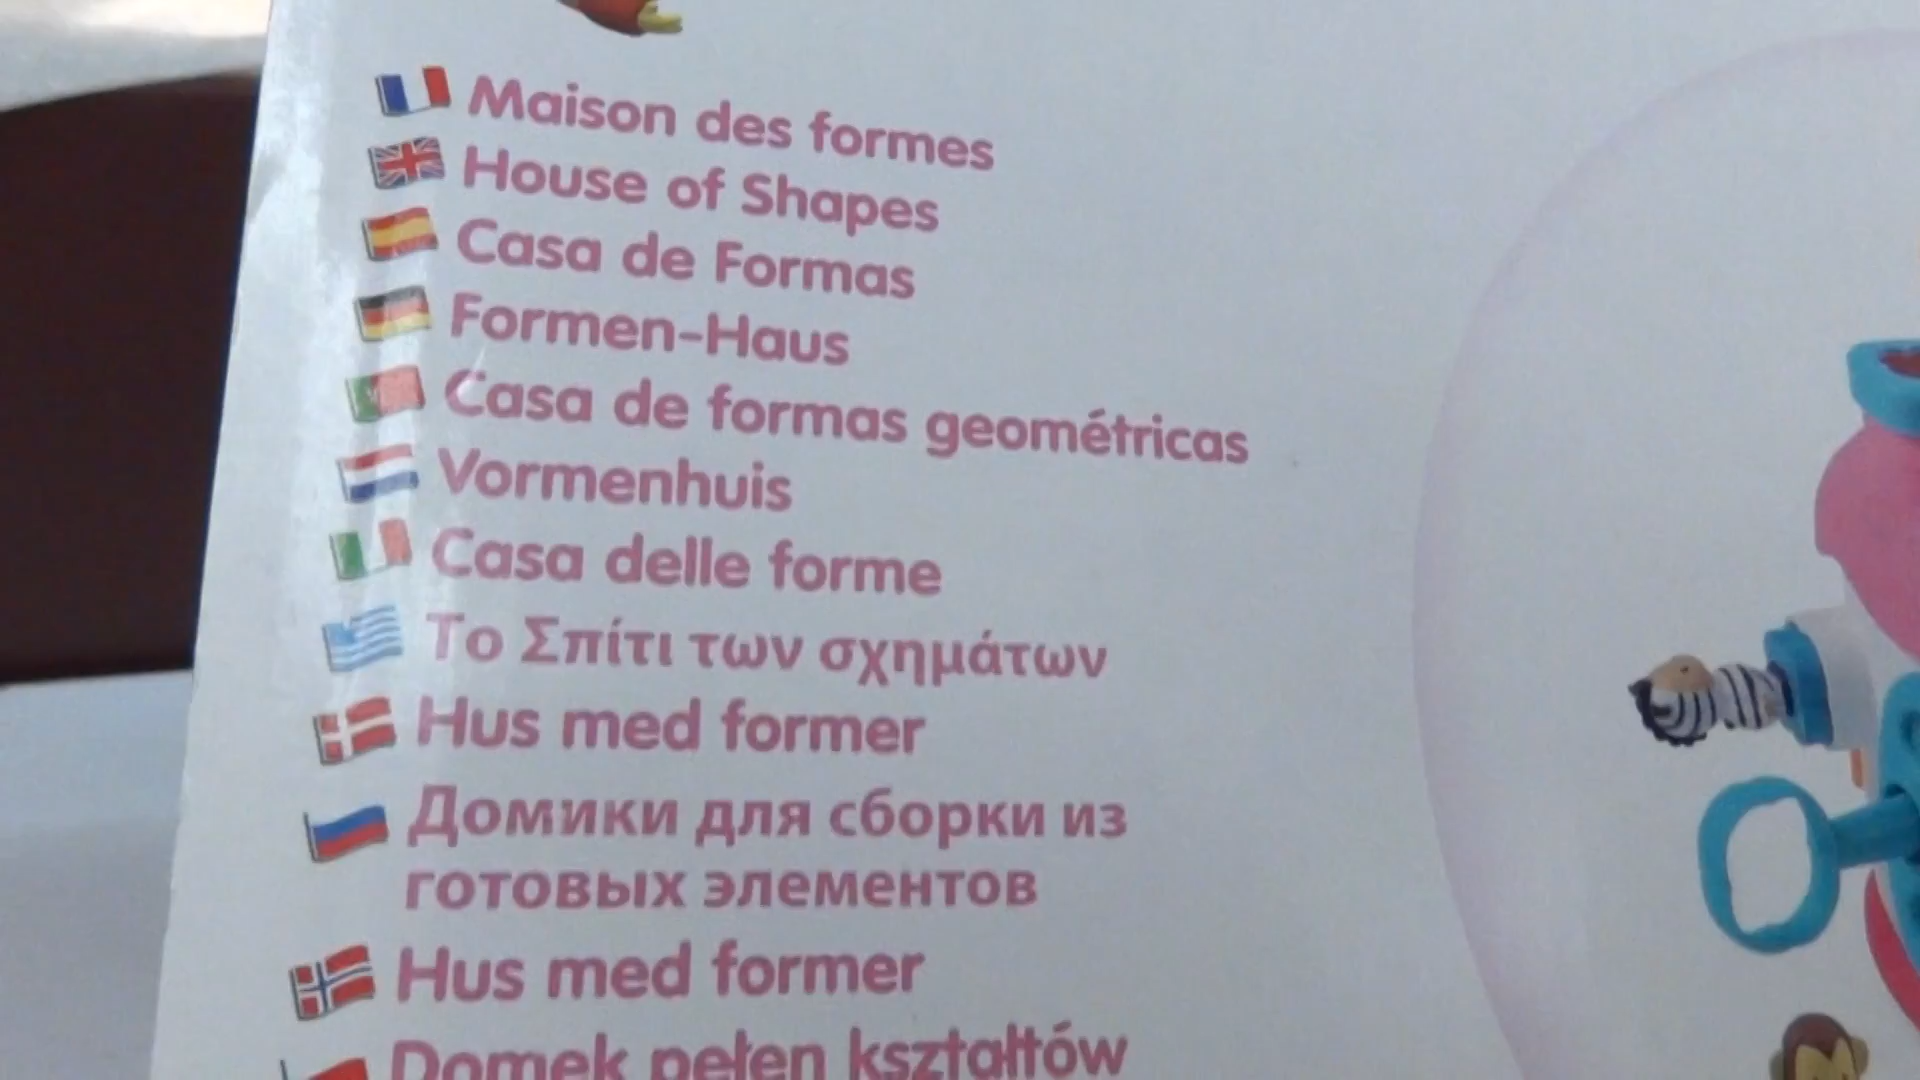 Maison des formes
House of Shapes
Casa de Formas
Formen-Haus
Casa de formas geométricas
Vormenhuis
Casa delle forme
Το Σπίτι των σχημάτων
Hus med former
Домики для сборки из
готовых элементов
Hus med former
Domek pełen kształtów